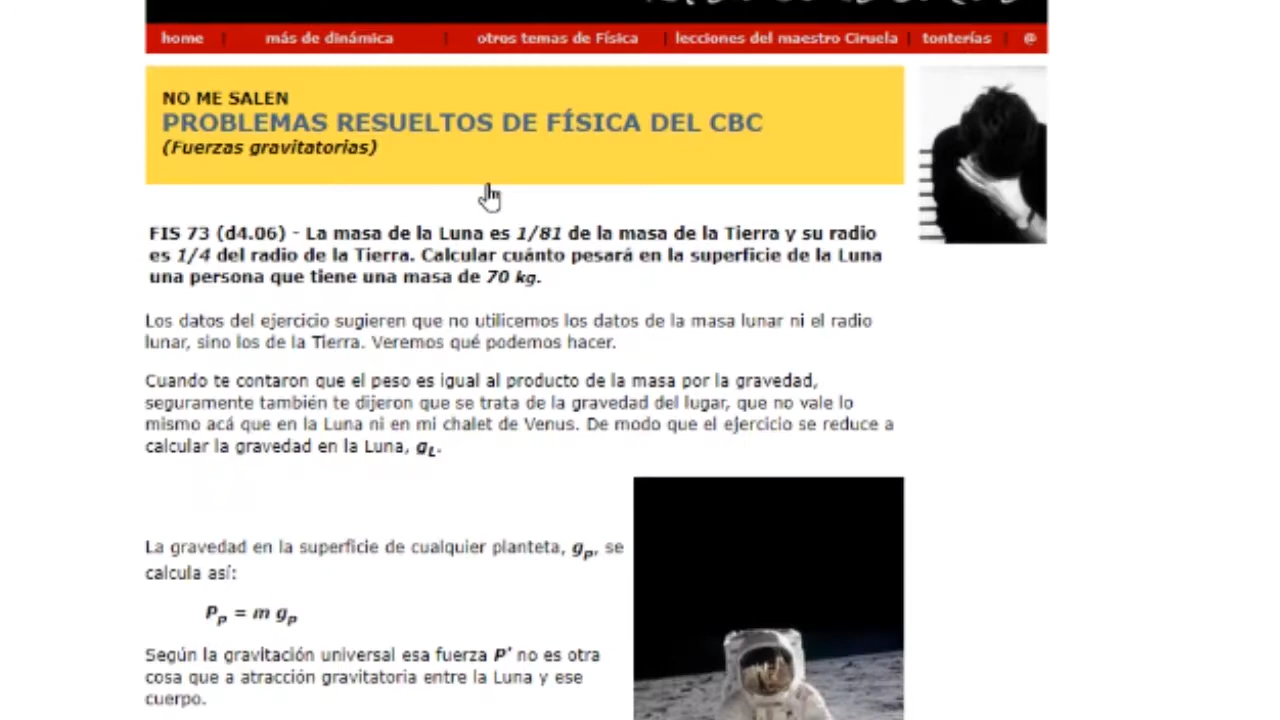 home | más de dinámica | otros temas de Física | lecciones del maestro Ciruela | tonterías | @
NO ME SALEN
PROBLEMAS RESUELTOS DE FÍSICA DEL CBC
(Fuerzas gravitatorias)
FIS 73 (d4.06) - La masa de la Luna es 1/81 de la masa de la Tierra y su radio
es 1/4 del radio de la Tierra. Calcular cuánto pesará en la superficie de la Luna
una persona que tiene una masa de 70 kg.
Los datos del ejercicio sugieren que no utilicemos los datos de la masa lunar ni el radio
lunar, sino los de la Tierra. Veremos qué podemos hacer.
Cuando te contaron que el peso es igual al producto de la masa por la gravedad,
seguramente también te dijeron que se trata de la gravedad del lugar, que no vale lo
mismo acá que en la Luna ni en mi chalet de Venus. De modo que el ejercicio se reduce a
calcular la gravedad en la Luna, gL.
La gravedad en la superficie de cualquier planteta, gp, se
calcula así:
Pp = m gp
Según la gravitación universal esa fuerza P' no es otra
cosa que a atracción gravitatoria entre la Luna y ese
cuerpo.